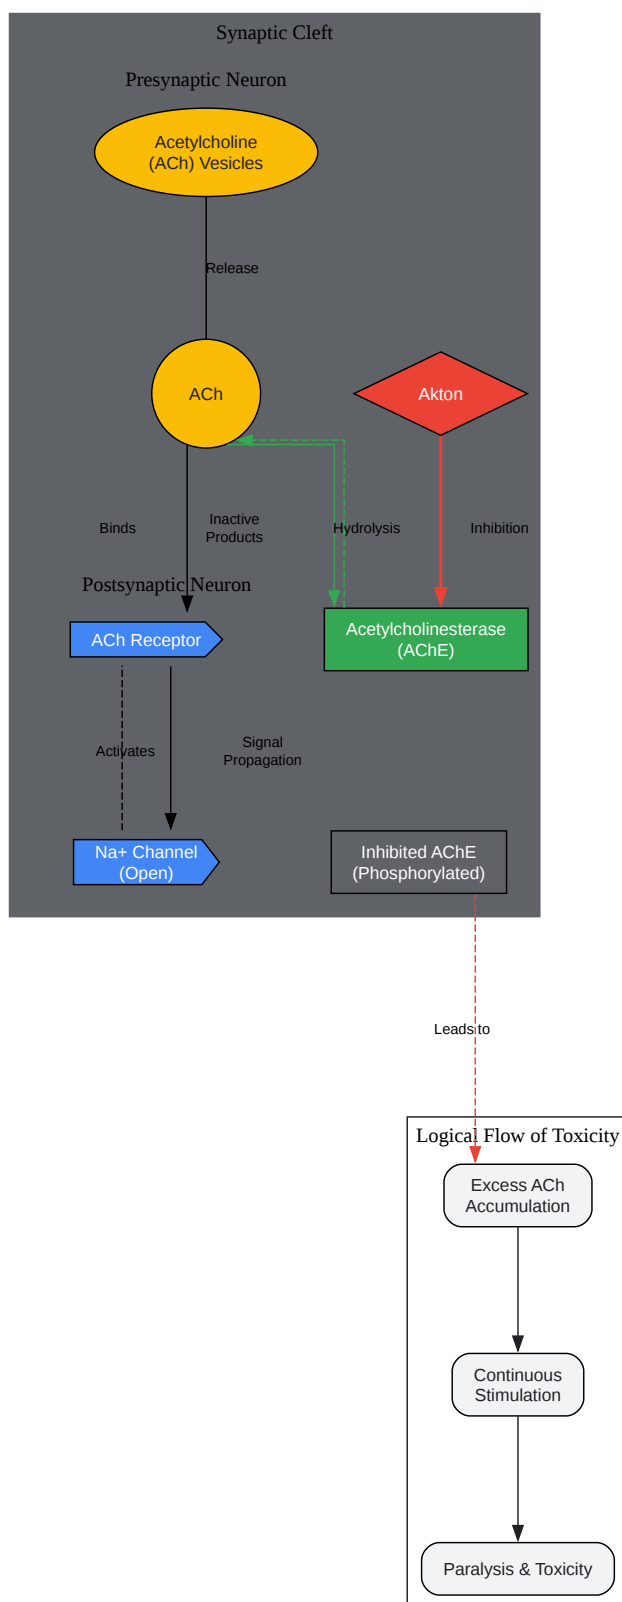 Synaptic Cleft
Presynaptic Neuron
Acetylcholine
(ACh) Vesicles
Release
ACh
Akton
Binds
Inactive
Products
Hydrolysis
Inhibition
Postsynaptic Neuron
ACh Receptor
Acetylcholinesterase
(AChE)
Activates
Signal
Propagation
Na+ Channel
(Open)
Inhibited AChE
(Phosphorylated)
Leads to
Logical Flow of Toxicity
Excess ACh
Accumulation
Continuous
Stimulation
Paralysis & Toxicity